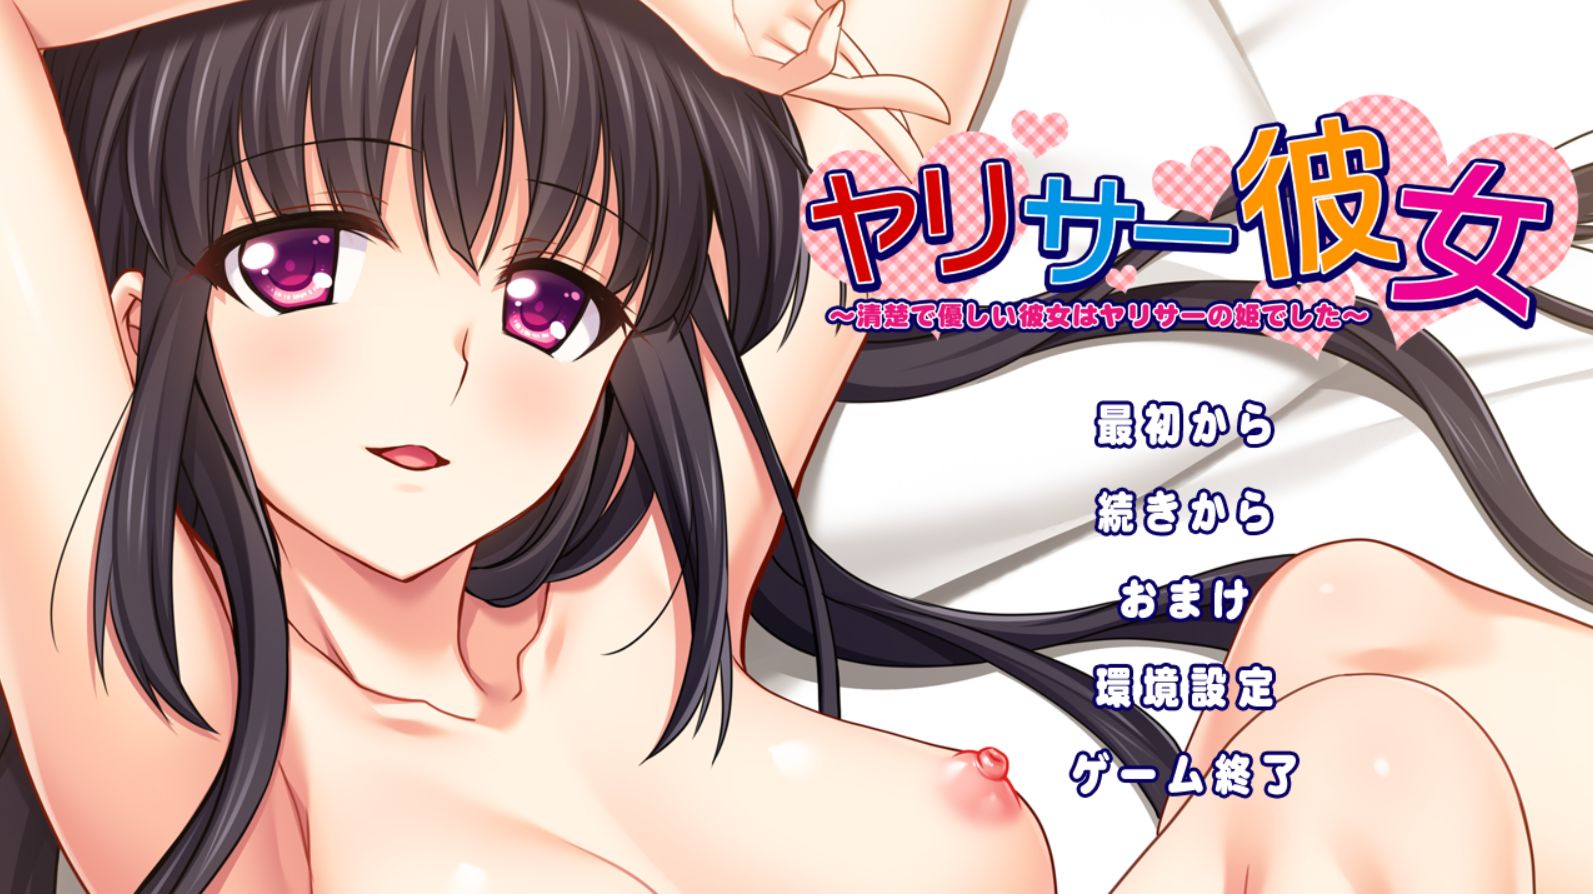 ヤリサー彼女
～清楚で優しい彼女はヤリサーの姫でした～
最初から
続きから
おまけ
環境設定
ゲーム終了